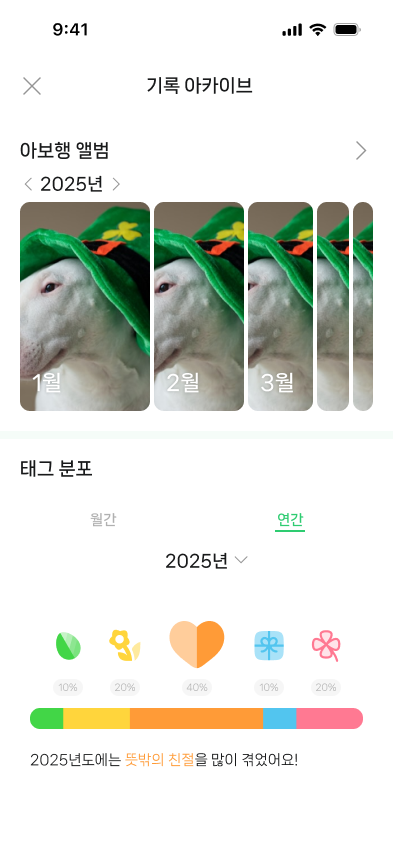 9:41
기록 아카이브
아보행 앨범
2025년
1월
2월
3월
태그 분포
월간
연간
2025년
10%
20%
40%
10%
20%
2025년도에는 뜻밖의 친절을 많이 겪었어요!